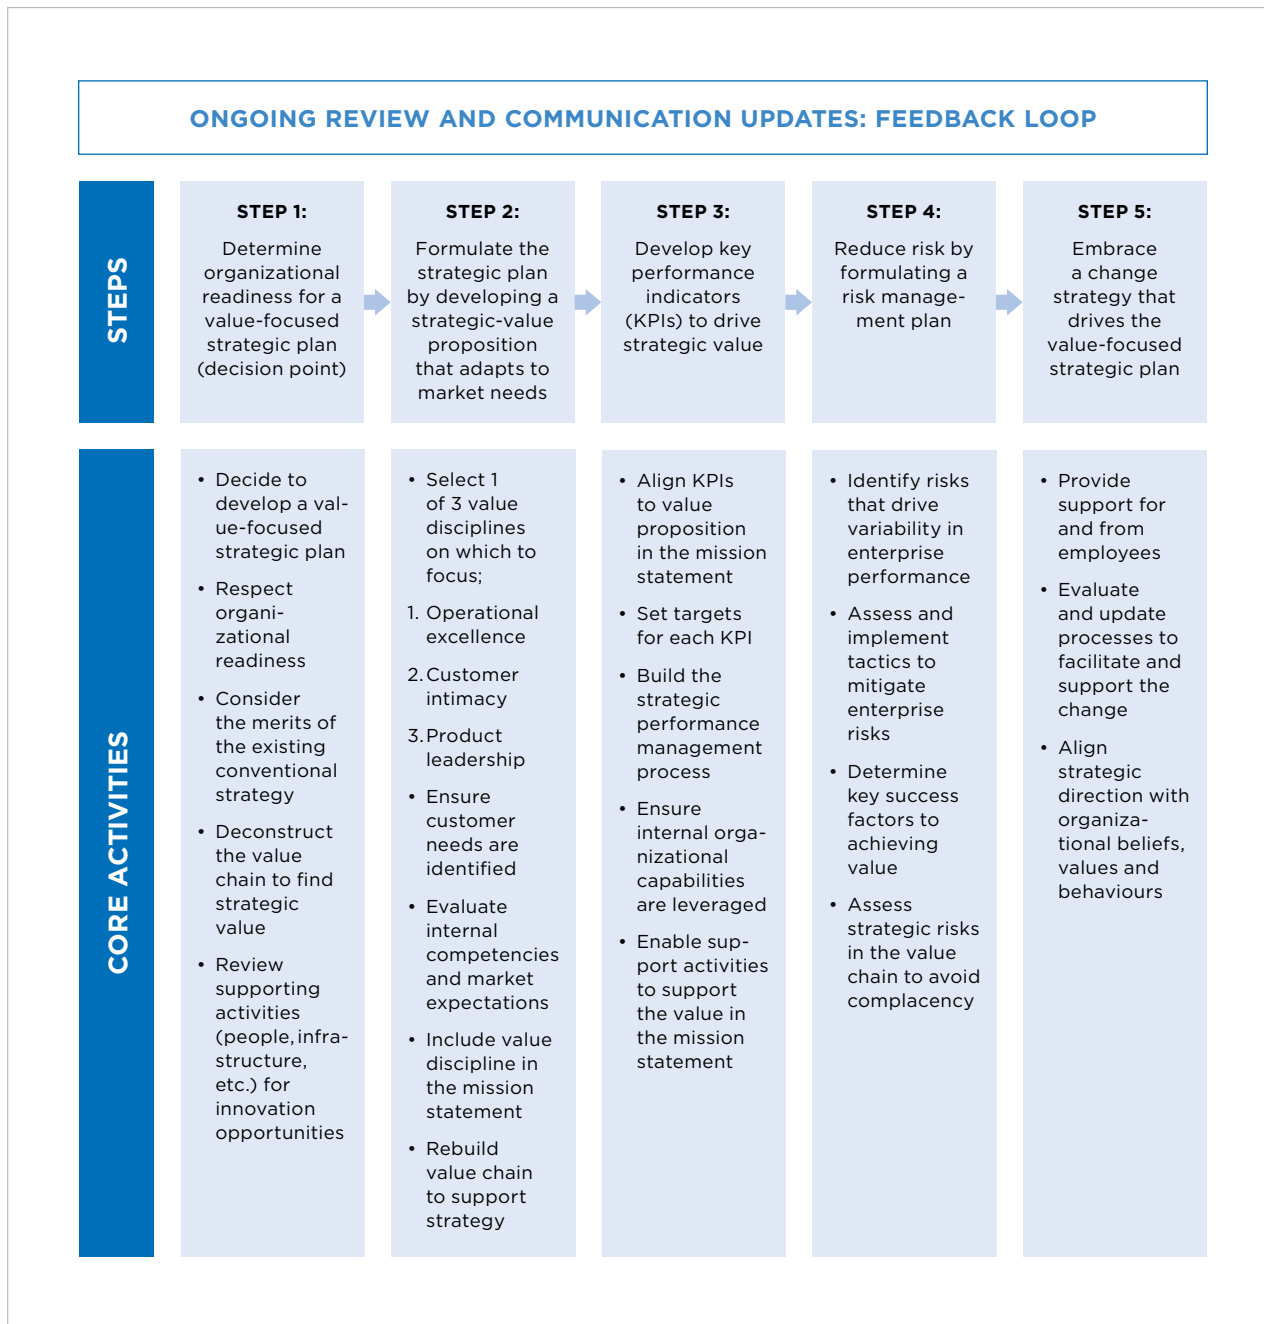 ONGOING REVIEW AND COMMUNICATION UPDATES: FEEDBACK LOOP
STEPS
STEP 1:
Determine
organizational
readiness for a
value-focused
strategic plan
(decision point)
STEP 2:
Formulate the
strategic plan
by developing a
strategic-value
proposition
that adapts to
market needs
STEP 3:
Develop key
performance
indicators
(KPIs) to drive
strategic value
STEP 4:
Reduce risk by
formulating a
risk manage-
ment plan
STEP 5:
Embrace
a change
strategy that
drives the
value-focused
strategic plan
CORE ACTIVITIES
• Decide to
develop a val-
ue-focused
strategic plan
• Respect
organi-
zational
readiness
• Consider
the merits of
the existing
conventional
strategy
• Deconstruct
the value
chain to find
strategic
value
• Review
supporting
activities
(people, infra-
structure,
etc.) for
innovation
opportunities
• Select 1
of 3 value
disciplines
on which to
focus;
1. Operational
excellence
2. Customer
intimacy
3. Product
leadership
• Ensure
customer
needs are
identified
• Evaluate
internal
competencies
and market
expectations
• Include value
discipline in
the mission
statement
• Rebuild
value chain
to support
strategy
• Align KPIs
to value
proposition
in the mission
statement
• Set targets
for each KPI
• Build the
strategic
performance
management
process
• Ensure
internal orga-
nizational
capabilities
are leveraged
• Enable sup-
port activities
to support
the value in
the mission
statement
• Identify risks
that drive
variability in
enterprise
performance
• Assess and
implement
tactics to
mitigate
enterprise
risks
• Determine
key success
factors to
achieving
value
• Assess
strategic risks
in the value
chain to avoid
complacency
• Provide
support for
and from
employees
• Evaluate
and update
processes to
facilitate and
support the
change
• Align
strategic
direction with
organiza-
tional beliefs,
values and
behaviours